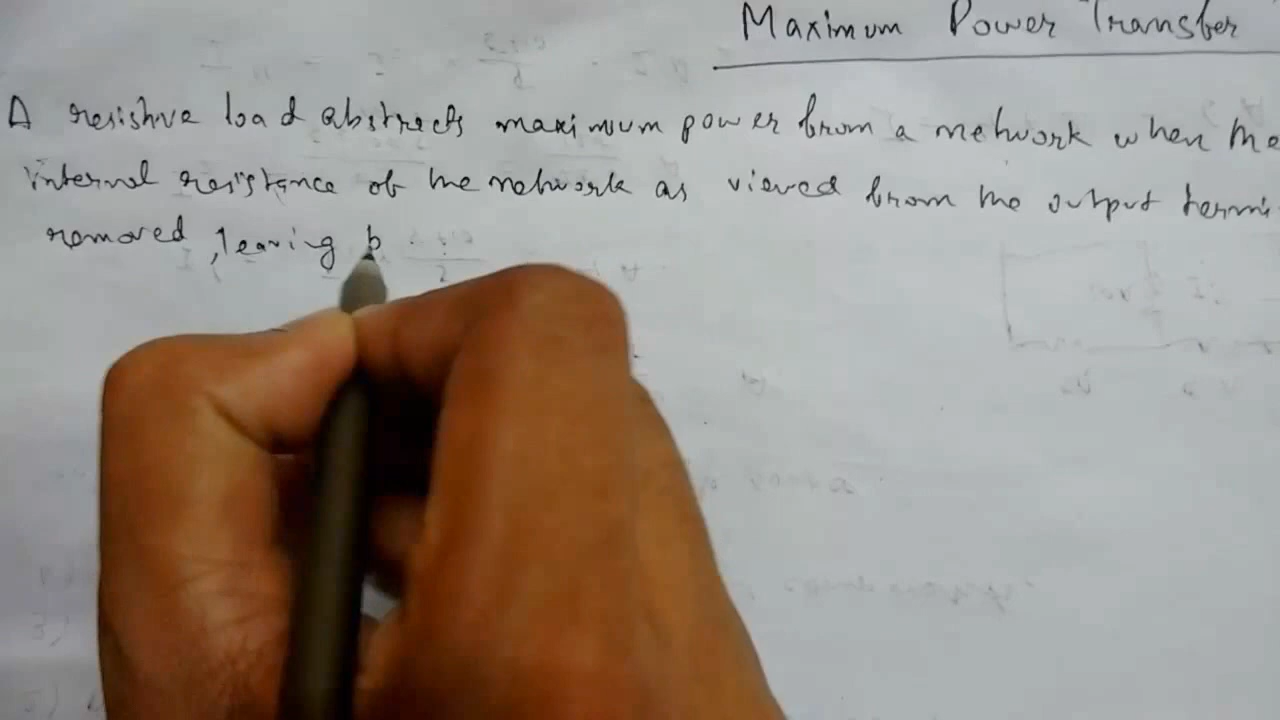 Maximum Power Transfer
A resistive load abstracts maximum power from a network when the
internal resistance of the network as viewed from the output termi
removed, leaving b